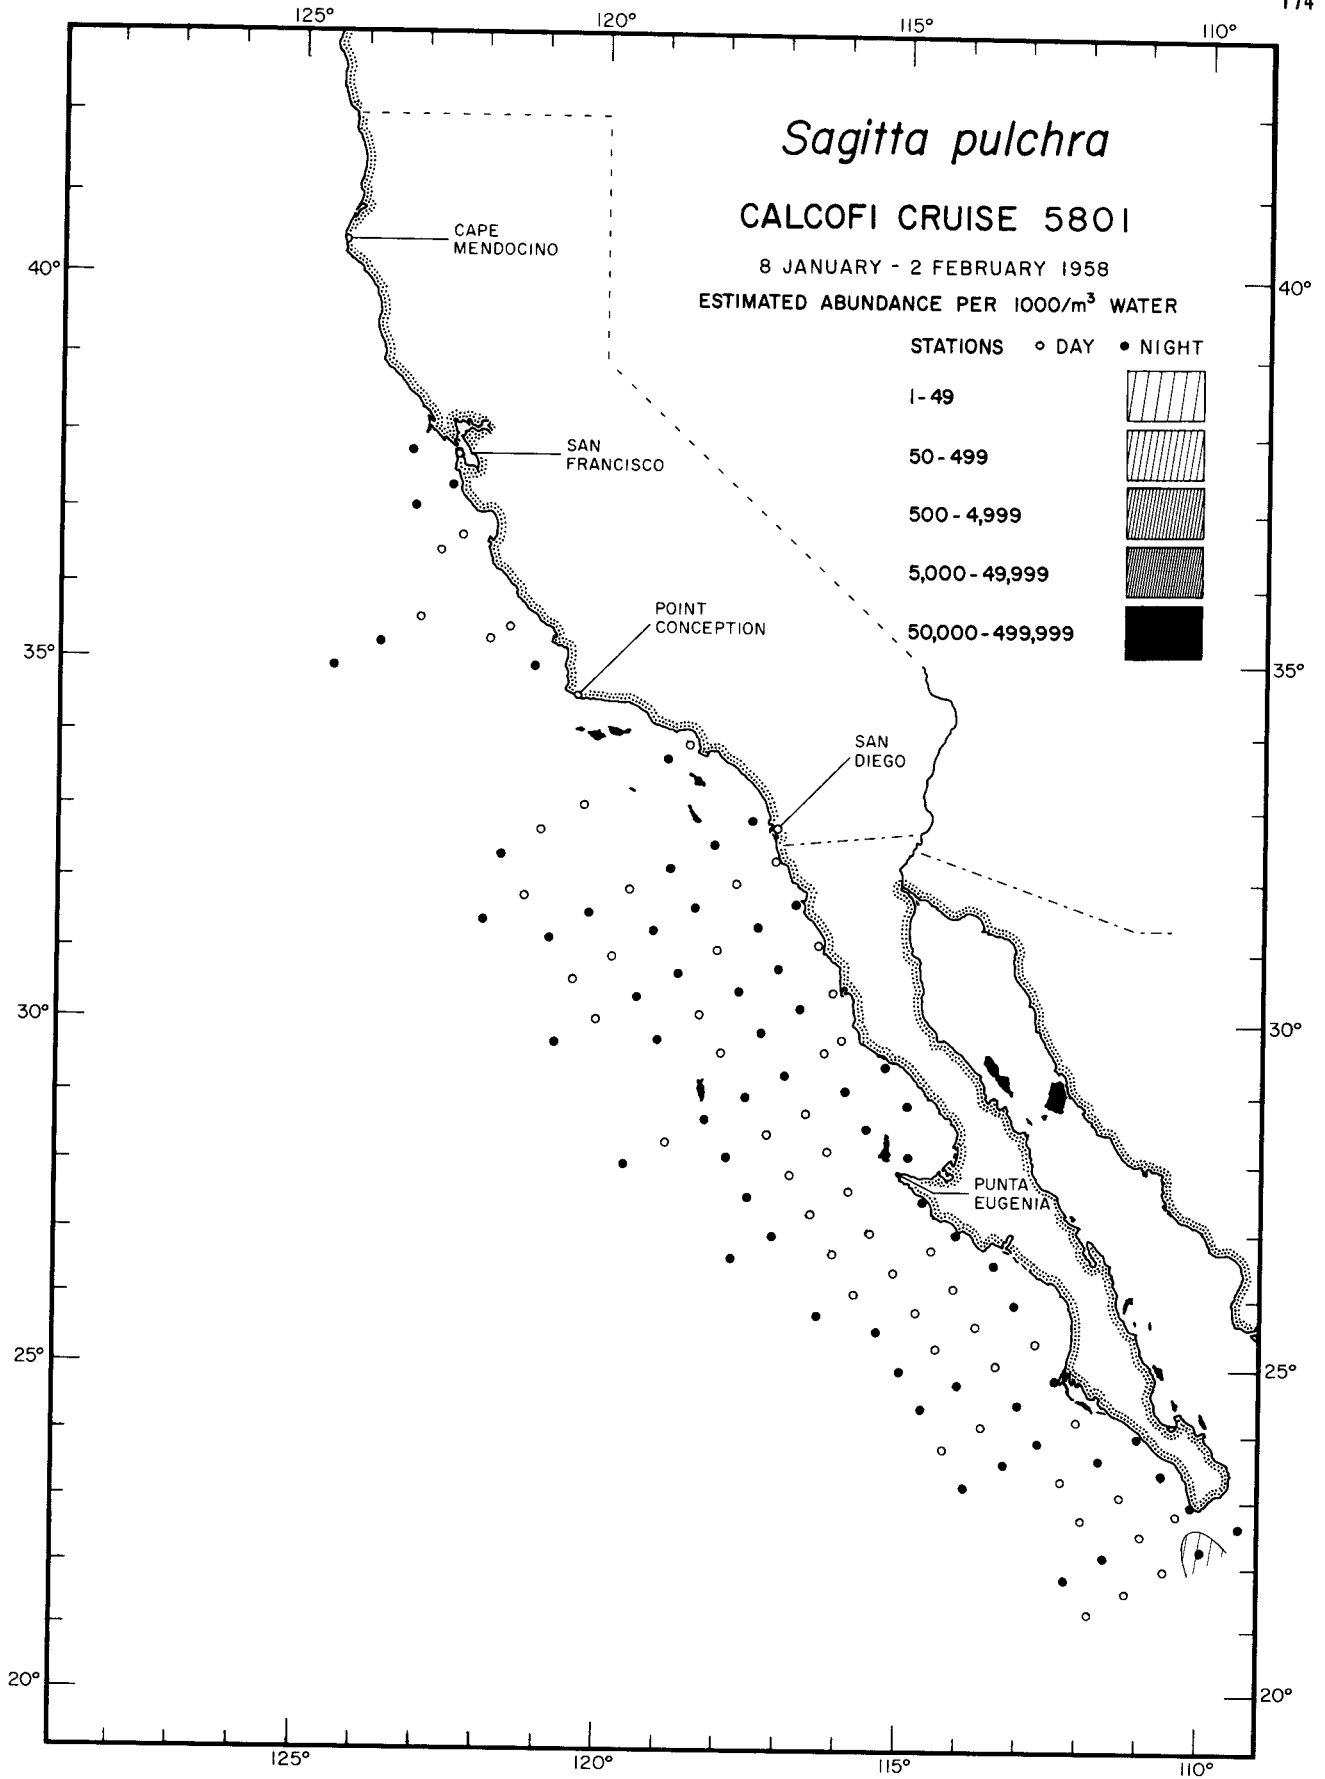 174
125°
120°
115°
110°
Sagitta pulchra
CALCOFI CRUISE 5801
8 JANUARY - 2 FEBRUARY 1958
ESTIMATED ABUNDANCE PER 1000/m³ WATER
STATIONS ○ DAY ● NIGHT
1-49
50-499
500-4,999
5,000-49,999
50,000-499,999
CAPE
MENDOCINO
40°
40°
SAN
FRANCISCO
POINT
CONCEPTION
35°
35°
SAN
DIEGO
30°
30°
PUNTA
EUGENIA
25°
25°
20°
20°
125°
120°
115°
110°